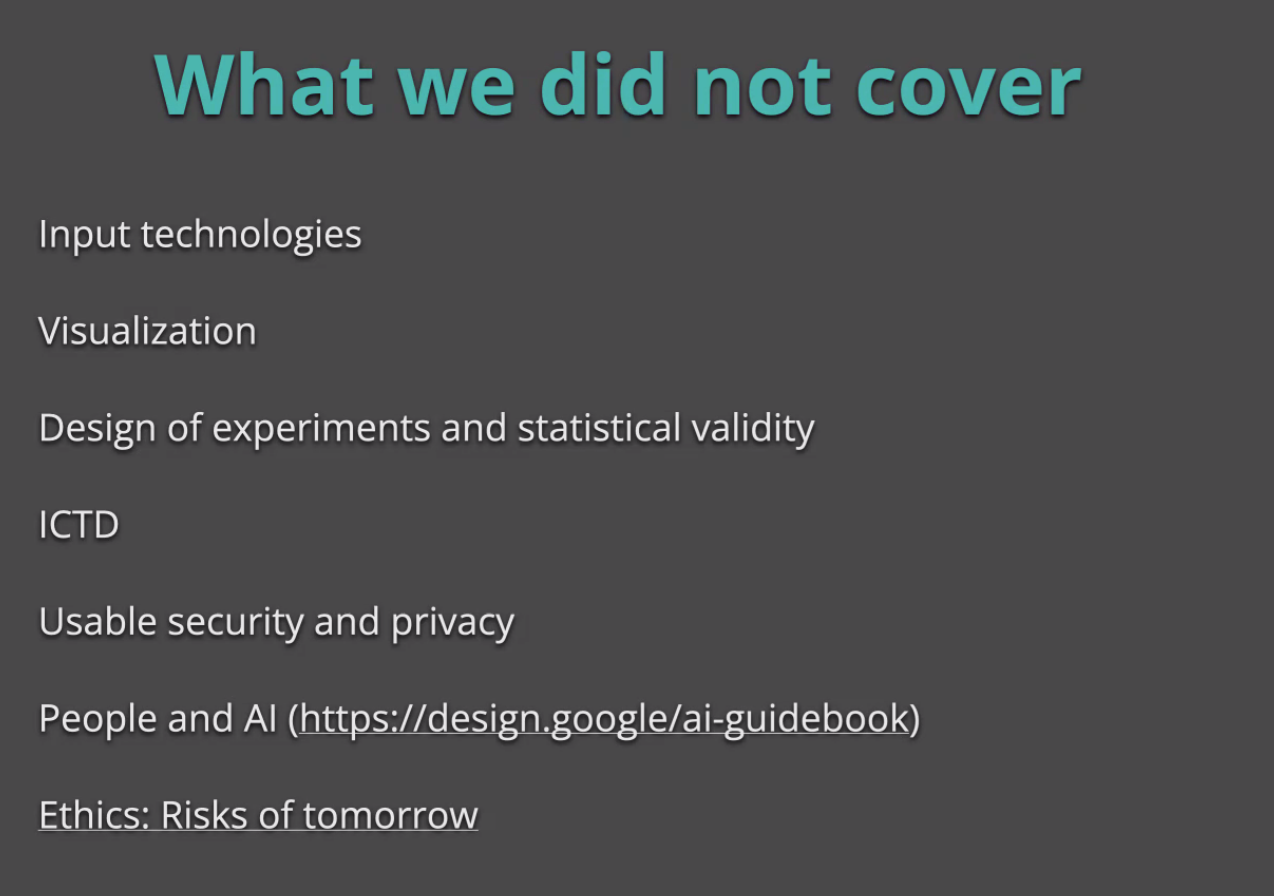 What we did not cover
Input technologies
Visualization
Design of experiments and statistical validity
ICTD
Usable security and privacy
People and AI (https://design.google/ai-guidebook)
Ethics: Risks of tomorrow